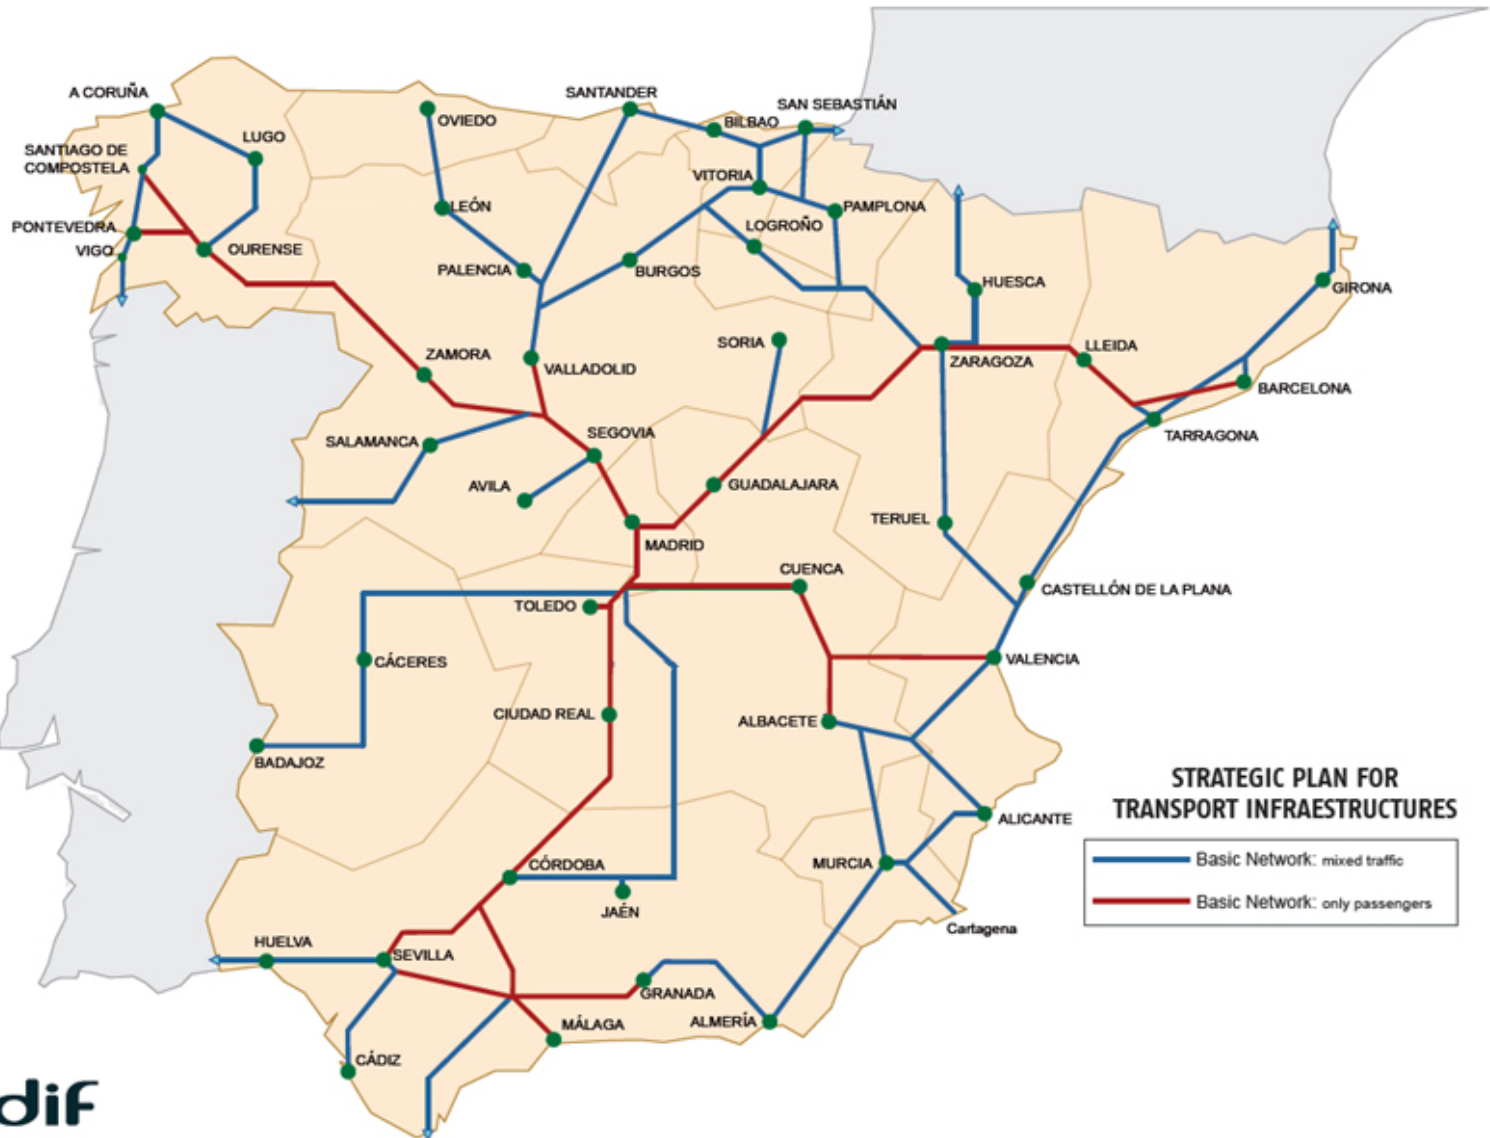 A CORUÑA
SANTANDER
SAN SEBASTIÁN
OVIEDO
BILBAO
LUGO
SANTIAGO DE
COMPOSTELA
VITORIA
LEÓN
PAMPLONA
LOGROÑO
PONTEVEDRA
VIGO
OURENSE
PALENCIA
BURGOS
HUESCA
GIRONA
SORIA
ZAMORA
VALLADOLID
ZARAGOZA
LLEIDA
BARCELONA
SALAMANCA
SEGOVIA
TARRAGONA
AVILA
GUADALAJARA
TERUEL
MADRID
CUENCA
CASTELLÓN DE LA PLANA
TOLEDO
CÁCERES
VALENCIA
CIUDAD REAL
ALBACETE
BADAJOZ
STRATEGIC PLAN FOR
TRANSPORT INFRAESTRUCTURES
ALICANTE
Basic Network: mixed traffic
Basic Network: only passengers
CÓRDOBA
MURCIA
JAÉN
Cartagena
HUELVA
SEVILLA
GRANADA
ALMERÍA
MÁLAGA
CÁDIZ
dif